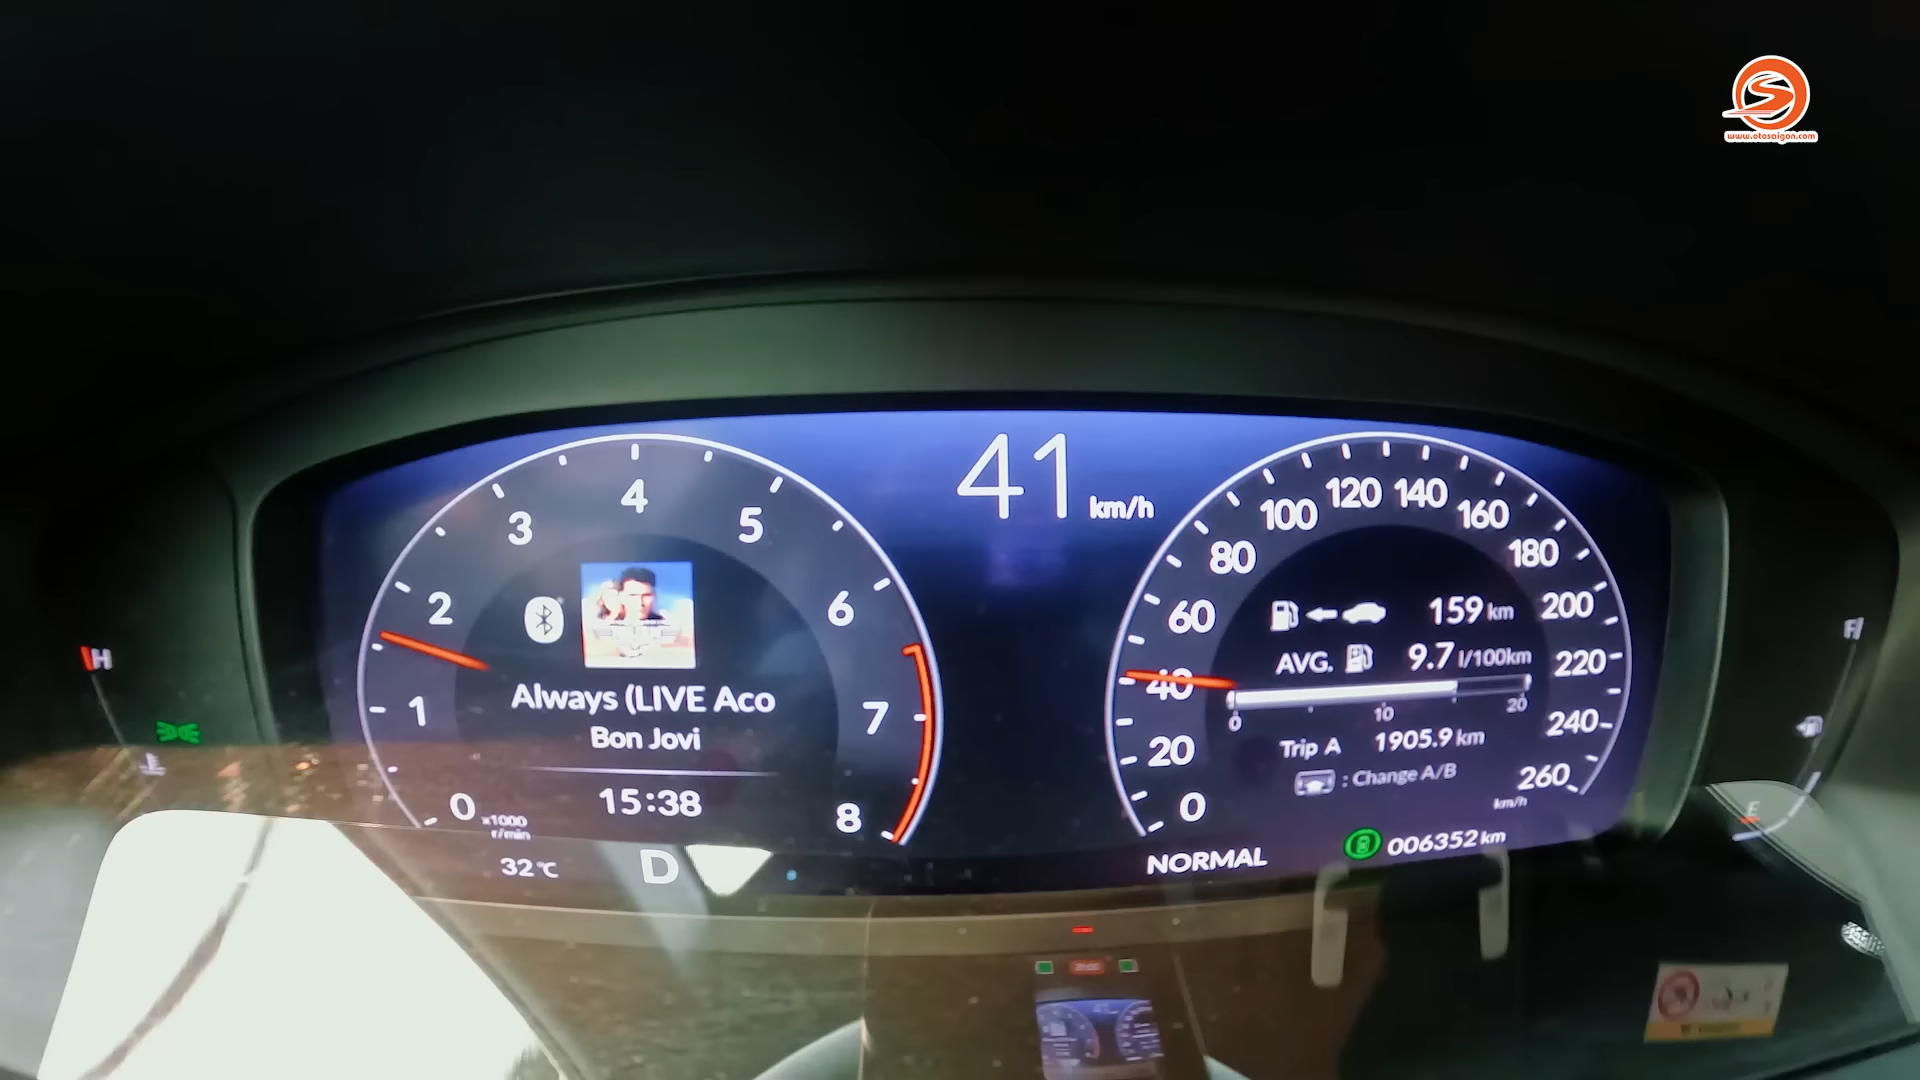 www.otosaigon.com
41 km/h
0
1
2
3
4
5
6
7
8
x1000
r/min
Always (LIVE Aco
Bon Jovi
15:38
32°C
D
0
20
40
60
80
100
120
140
160
180
200
220
240
260
km/h
159 km
AVG. 9.7 l/100km
0 10 20
Trip A 1905.9 km
: Change A/B
NORMAL
006352 km
H
F
E